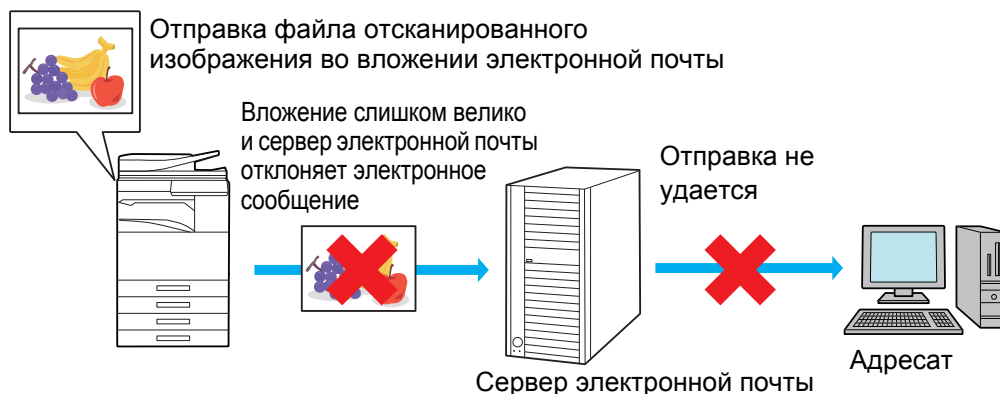 Отправка файла отсканированного
изображения во вложении электронной почты
Вложение слишком велико
и сервер электронной почты
отклоняет электронное
сообщение
Отправка не
удается
Адресат
Сервер электронной почты